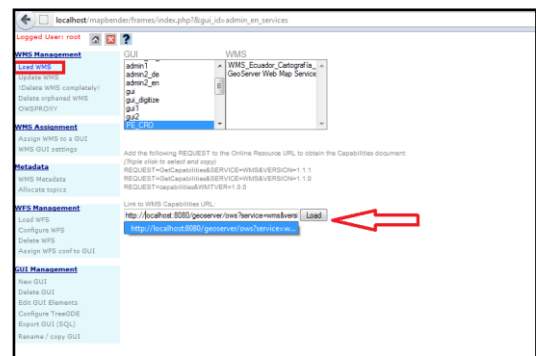 localhost/mapbender/frames/index.php?&gui_id=admin_en_services
Logged User: root
WMS Management
Load WMS
Update WMS
!Delete WMS completely!
Delete orphaned WMS
OWSPROXY
WMS Assignment
Assign WMS to a GUI
WMS GUI settings
Metadata
WMS Metadata
Allocate topics
WFS Management
Load WFS
Configure WFS
Delete WFS
Assign WFS conf to GUI
GUI Management
New GUI
Delete GUI
Edit GUI Elements
Configure TreeGDE
Export GUI (SQL)
Rename / copy GUI
GUI
admin1
admin2_de
admin2_en
gui
gui_digitize
gui1
gui2
PE_CRO
WMS
WMS_Ecuador_Cartografía_
GeoServer Web Map Service
Add the following REQUEST to the Online Resource URL to obtain the Capabilities document:
(Triple click to select and copy)
REQUEST=GetCapabilities&SERVICE=WMS&VERSION=1.1.1
REQUEST=GetCapabilities&SERVICE=WMS&VERSION=1.1.0
REQUEST=capabilities&WMTVER=1.0.0
Link to WMS Capabilities URL:
http://localhost:8080/geoserver/ows?service=wms&versi
Load
http://localhost:8080/geoserver/ows?service=w...